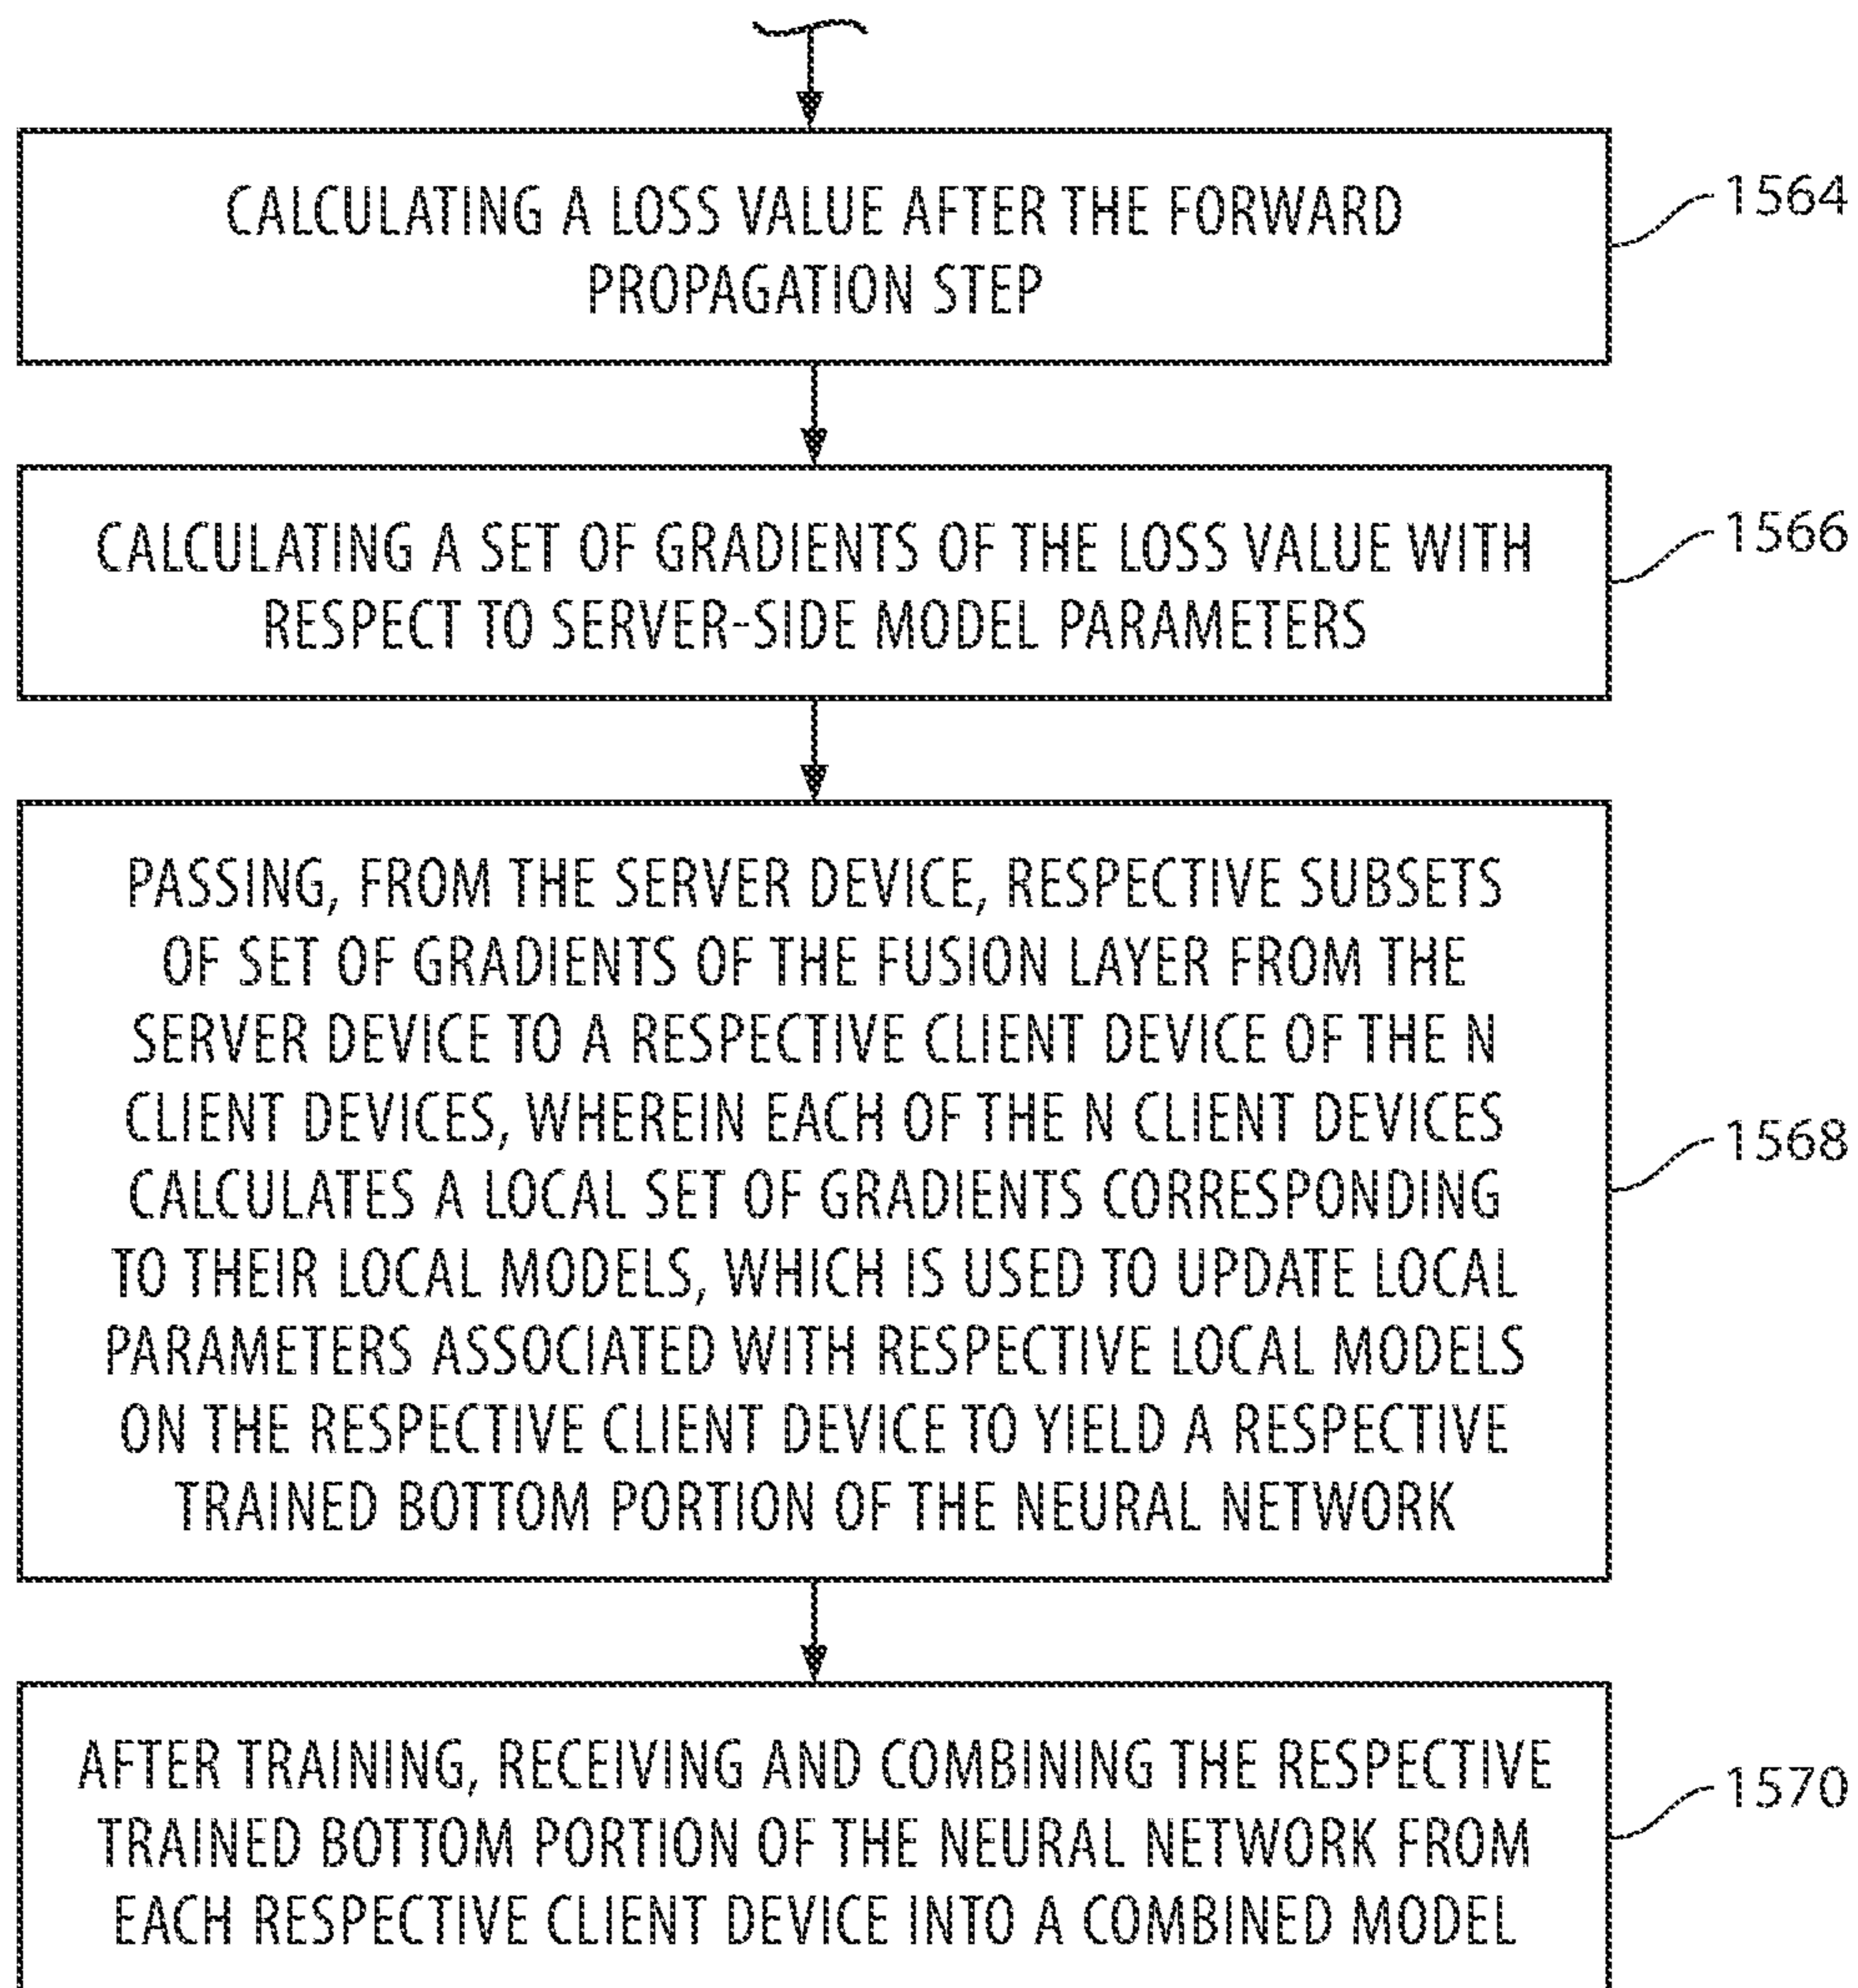 CALCULATING A LOSS VALUE AFTER THE FORWARD
PROPAGATION STEP
1564
CALCULATING A SET OF GRADIENTS OF THE LOSS VALUE WITH
RESPECT TO SERVER-SIDE MODEL PARAMETERS
1566
PASSING, FROM THE SERVER DEVICE, RESPECTIVE SUBSETS
OF SET OF GRADIENTS OF THE FUSION LAYER FROM THE
SERVER DEVICE TO A RESPECTIVE CLIENT DEVICE OF THE N
CLIENT DEVICES, WHEREIN EACH OF THE N CLIENT DEVICES
CALCULATES A LOCAL SET OF GRADIENTS CORRESPONDING
TO THEIR LOCAL MODELS, WHICH IS USED TO UPDATE LOCAL
PARAMETERS ASSOCIATED WITH RESPECTIVE LOCAL MODELS
ON THE RESPECTIVE CLIENT DEVICE TO YIELD A RESPECTIVE
TRAINED BOTTOM PORTION OF THE NEURAL NETWORK
1568
AFTER TRAINING, RECEIVING AND COMBINING THE RESPECTIVE
TRAINED BOTTOM PORTION OF THE NEURAL NETWORK FROM
EACH RESPECTIVE CLIENT DEVICE INTO A COMBINED MODEL
1570